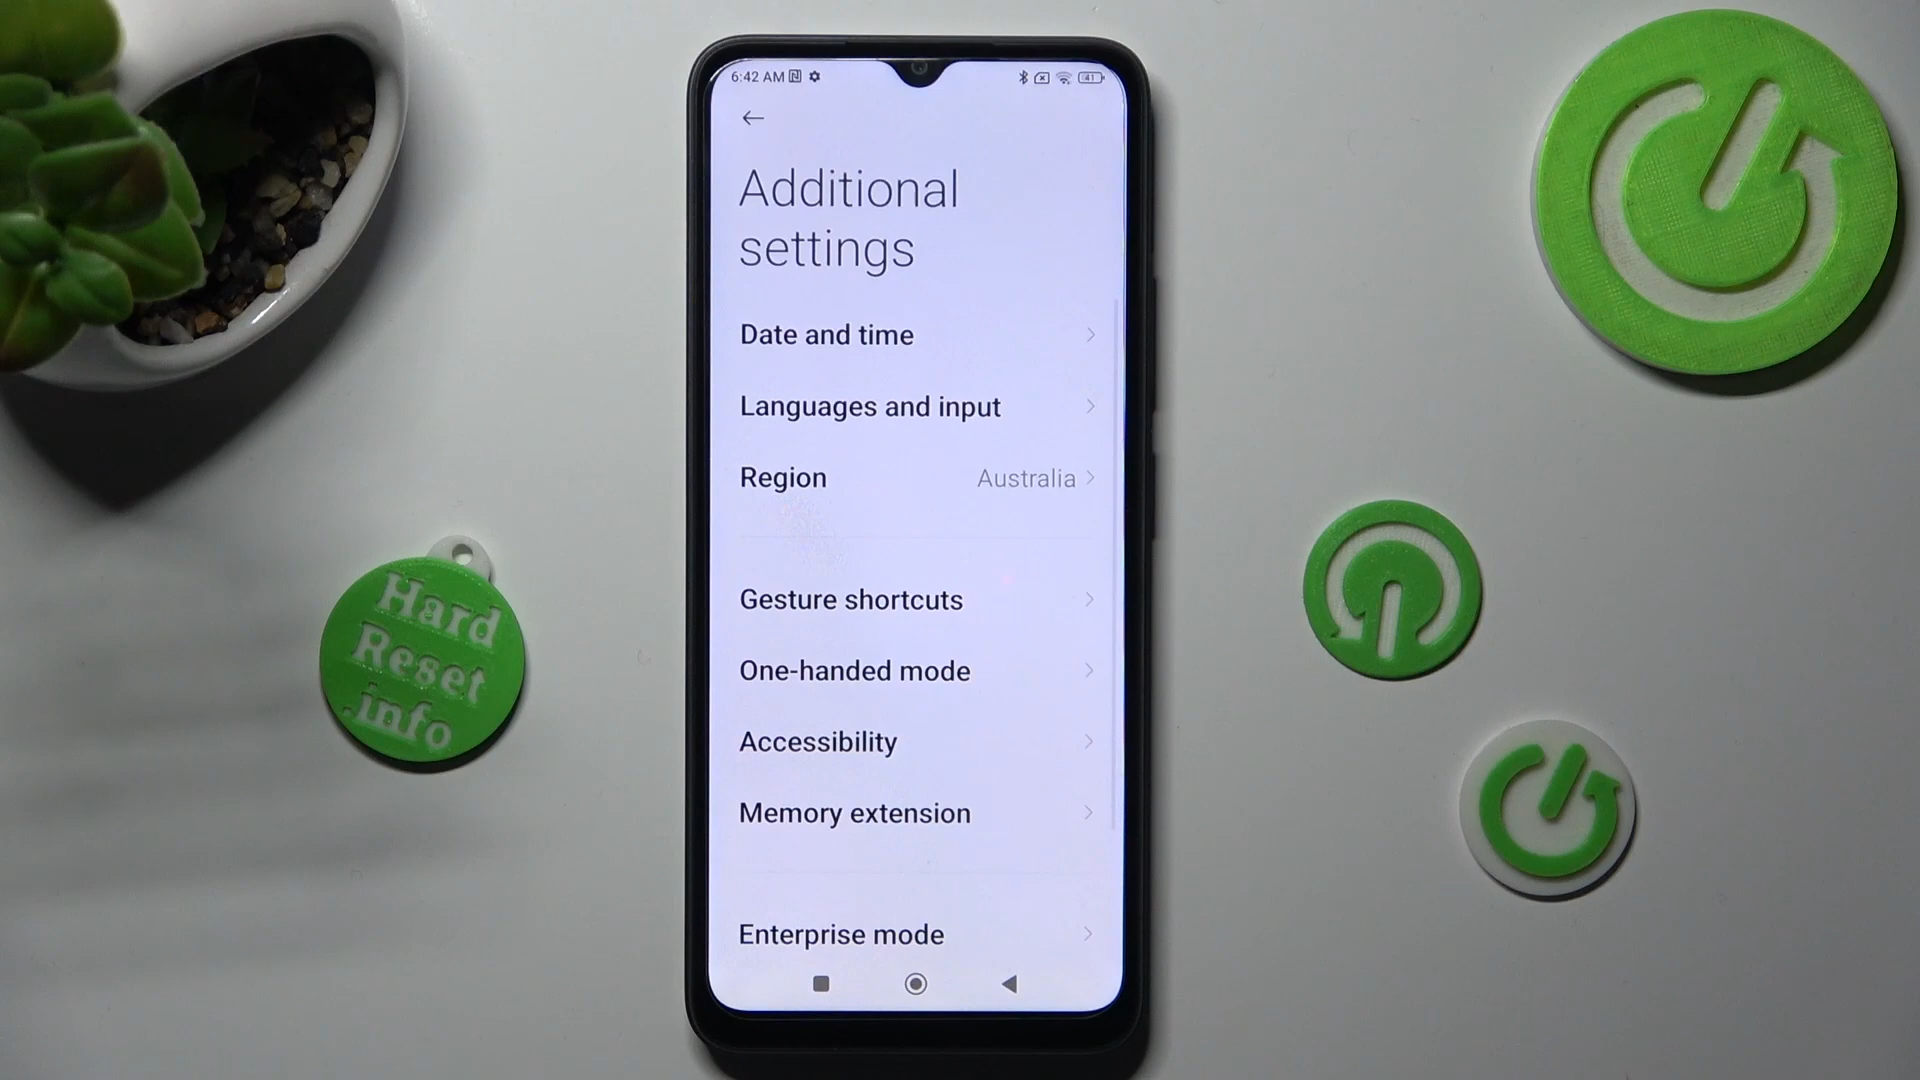 6:42 AM
41
Additional
settings
Date and time
Languages and input
Region Australia
Gesture shortcuts
One-handed mode
Accessibility
Memory extension
Enterprise mode
Hard
Reset
.info